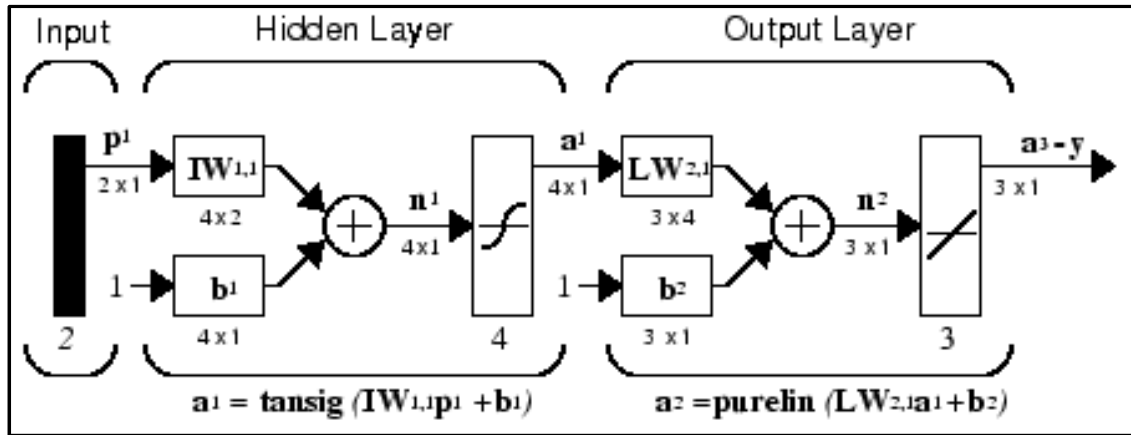 Input Hidden Layer Output Layer
p1 a1 a3 - y
IW1,1 LW2,1
2 x 1 4 x 1 3 x 1
4 x 2 n1 3 x 4 n2
4 x 1 3 x 1
1 b1 1 b2
2 4 x 1 4 3 x 1 3
a1 = tansig (IW1,1p1 +b1) a2 =purelin (LW2,1a1+b2)